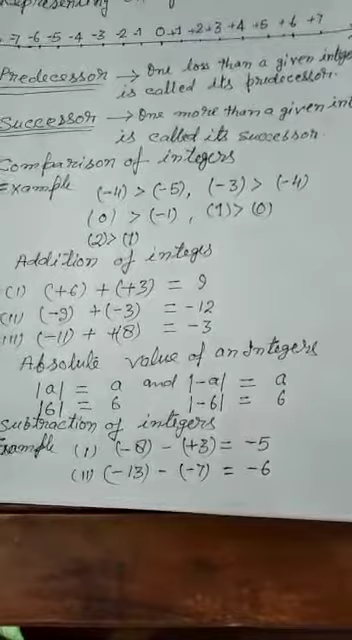 Representing
-7 -6 -5 -4 -3 -2 -1 0 +1 +2 +3 +4 +5 +6 +7
Predecessor → One less than a given intege
is called its predecessor.
Successor → One more than a given int
is called its successor.
Comparison of integers
Example (-4) > (-5), (-3) > (-4)
(0) > (-1), (1) > (0)
(2) > (1)
Addition of integers
(i) (+6) + (+3) = 9
(ii) (-9) + (-3) = -12
(iii) (-11) + +(8) = -3
Absolute value of an Integers
|a| = a and |-a| = a
|6| = 6 |-6| = 6
Subtraction of integers
Example (i) (-8) - (+3) = -5
(ii) (-13) - (-7) = -6